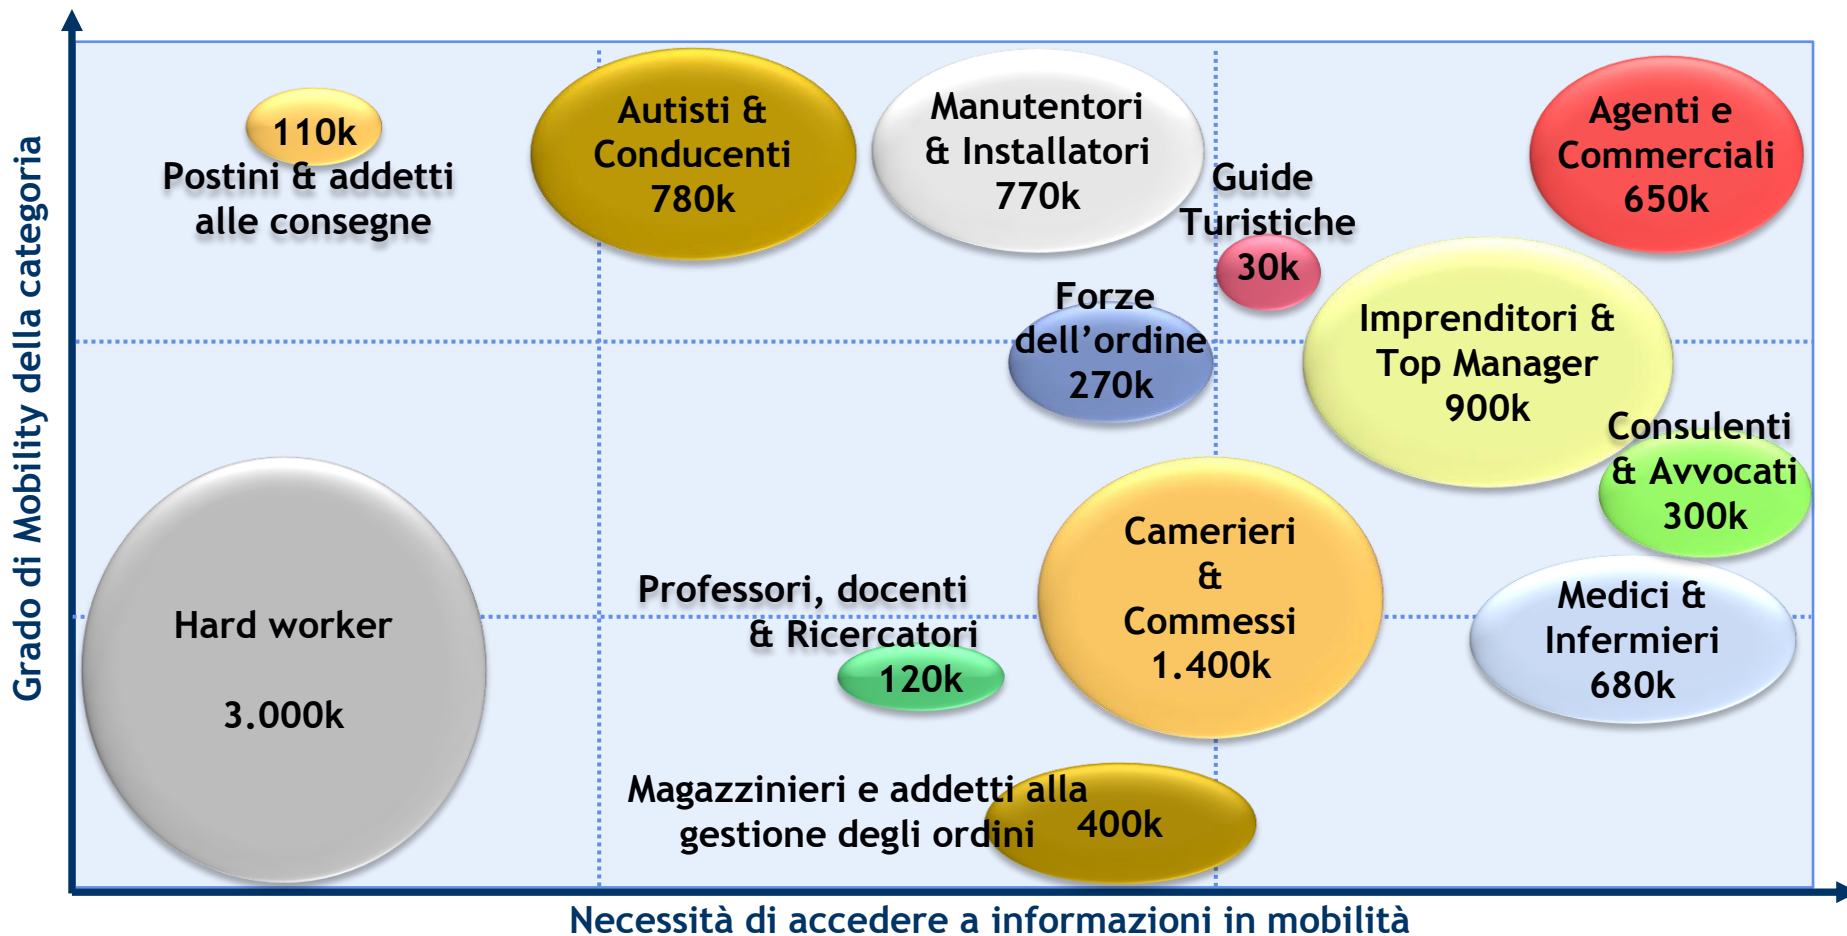 Grado di Mobility della categoria
110k
Postini & addetti
alle consegne
Autisti &
Conducenti
780k
Manutentori
& Installatori
770k
Guide
Turistiche
30k
Agenti e
Commerciali
650k
Forze
dell’ordine
270k
Imprenditori &
Top Manager
900k
Consulenti
& Avvocati
300k
Hard worker
3.000k
Professori, docenti
& Ricercatori
120k
Camerieri
&
Commessi
1.400k
Medici &
Infermieri
680k
Magazzinieri e addetti alla
gestione degli ordini
400k
Necessità di accedere a informazioni in mobilità